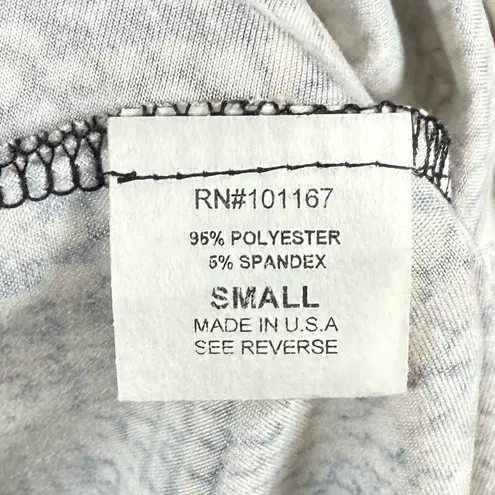 RN#101167
95% POLYESTER
5% SPANDEX
SMALL
MADE IN U.S.A
SEE REVERSE